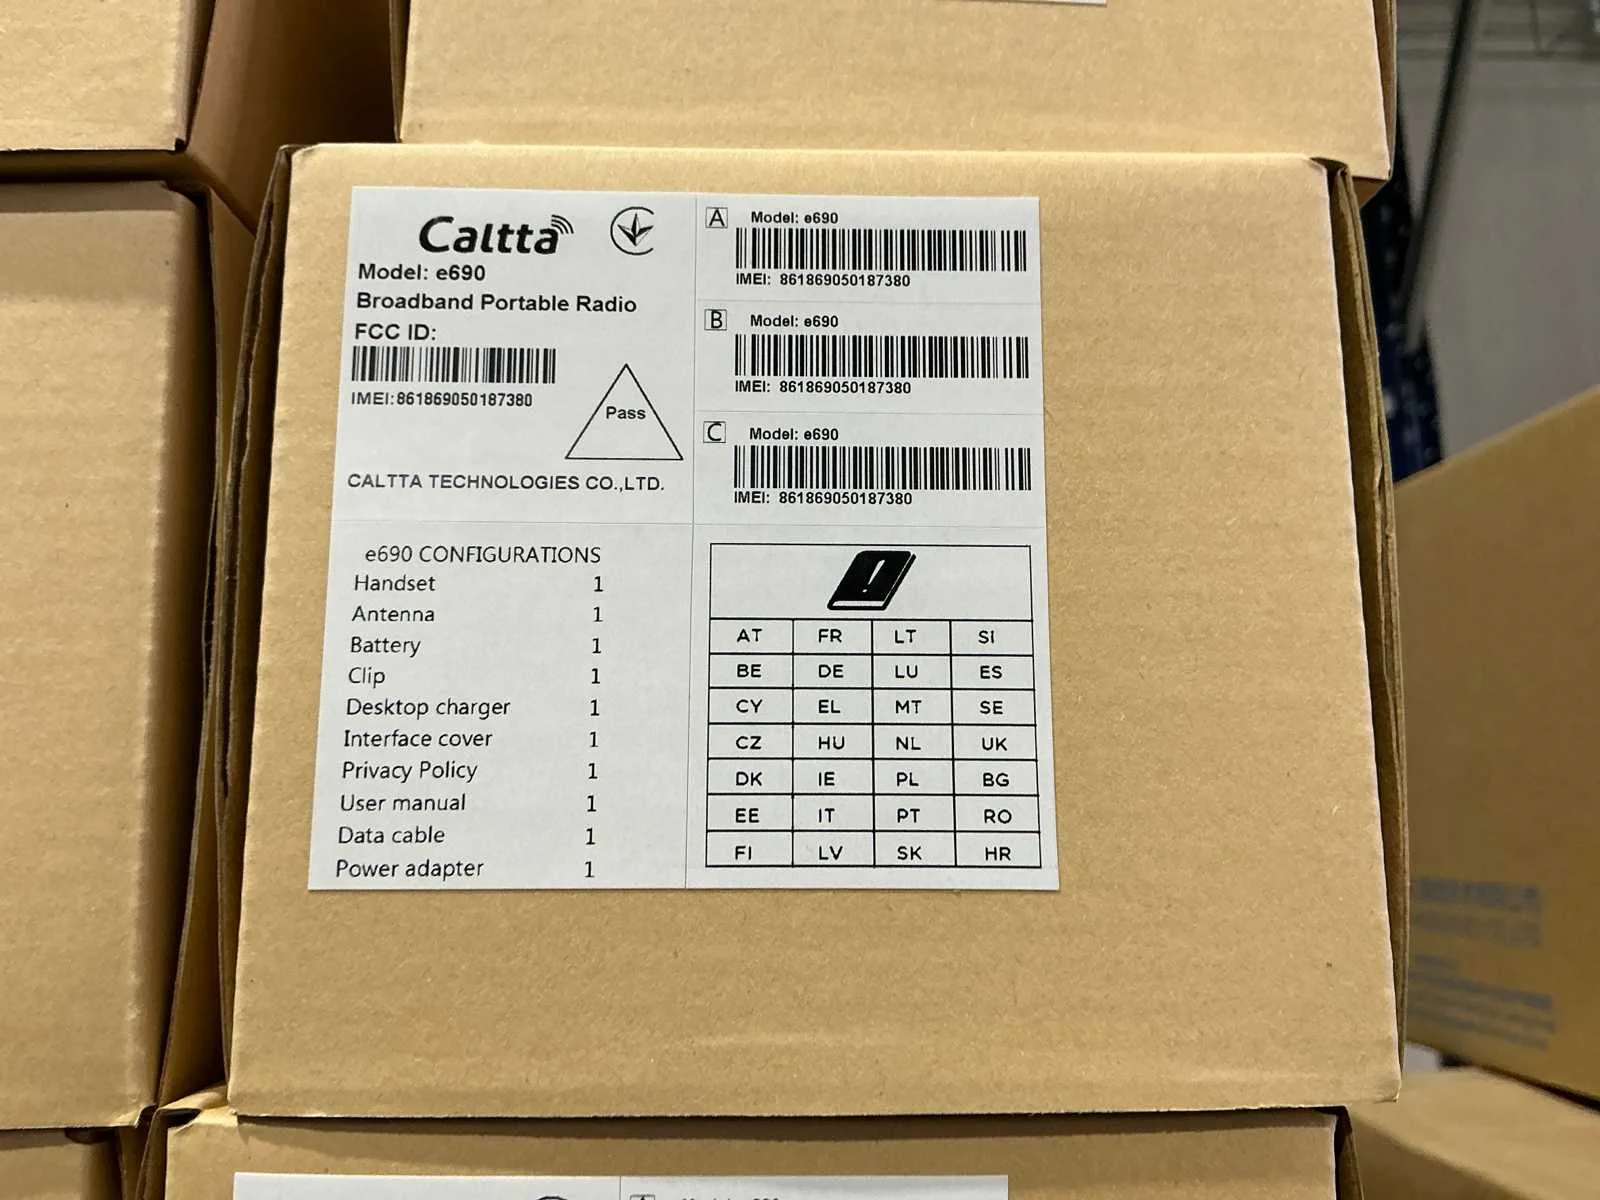 Caltta
Model: e690
Broadband Portable Radio
FCC ID:
IMEI:861869050187380
Pass
CALTTA TECHNOLOGIES CO.,LTD.
A Model: e690
IMEI: 861869050187380
B Model: e690
IMEI: 861869050187380
C Model: e690
IMEI: 861869050187380
e690 CONFIGURATIONS
Handset 1
Antenna 1
Battery 1
Clip 1
Desktop charger 1
Interface cover 1
Privacy Policy 1
User manual 1
Data cable 1
Power adapter 1
!
AT FR LT SI
BE DE LU ES
CY EL MT SE
CZ HU NL UK
DK IE PL BG
EE IT PT RO
FI LV SK HR